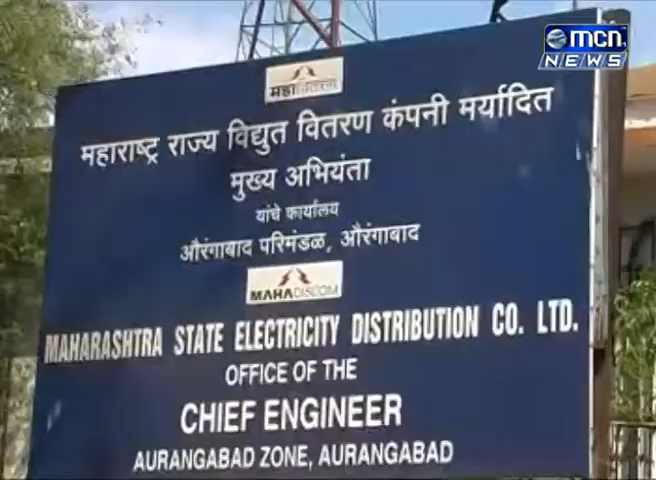 mcn
NEWS
महावितरण
महाराष्ट्र राज्य विद्युत वितरण कंपनी मर्यादित
मुख्य अभियंता
यांचे कार्यालय
औरंगाबाद परिमंडळ, औरंगाबाद
MAHADISCOM
MAHARASHTRA STATE ELECTRICITY DISTRIBUTION CO. LTD.
OFFICE OF THE
CHIEF ENGINEER
AURANGABAD ZONE, AURANGABAD